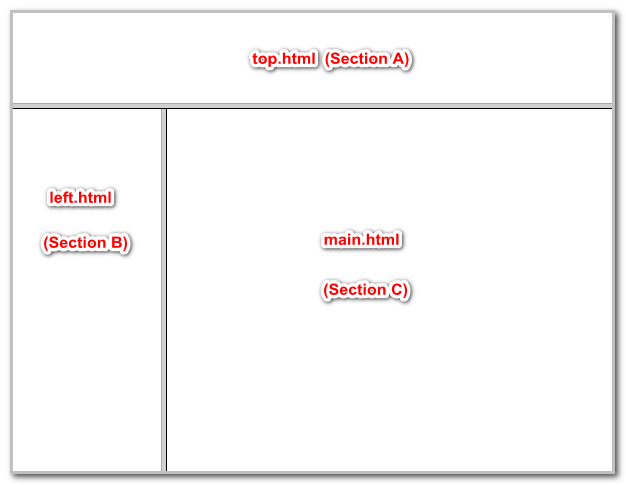 top.html (Section A)
left.html
(Section B)
main.html
(Section C)